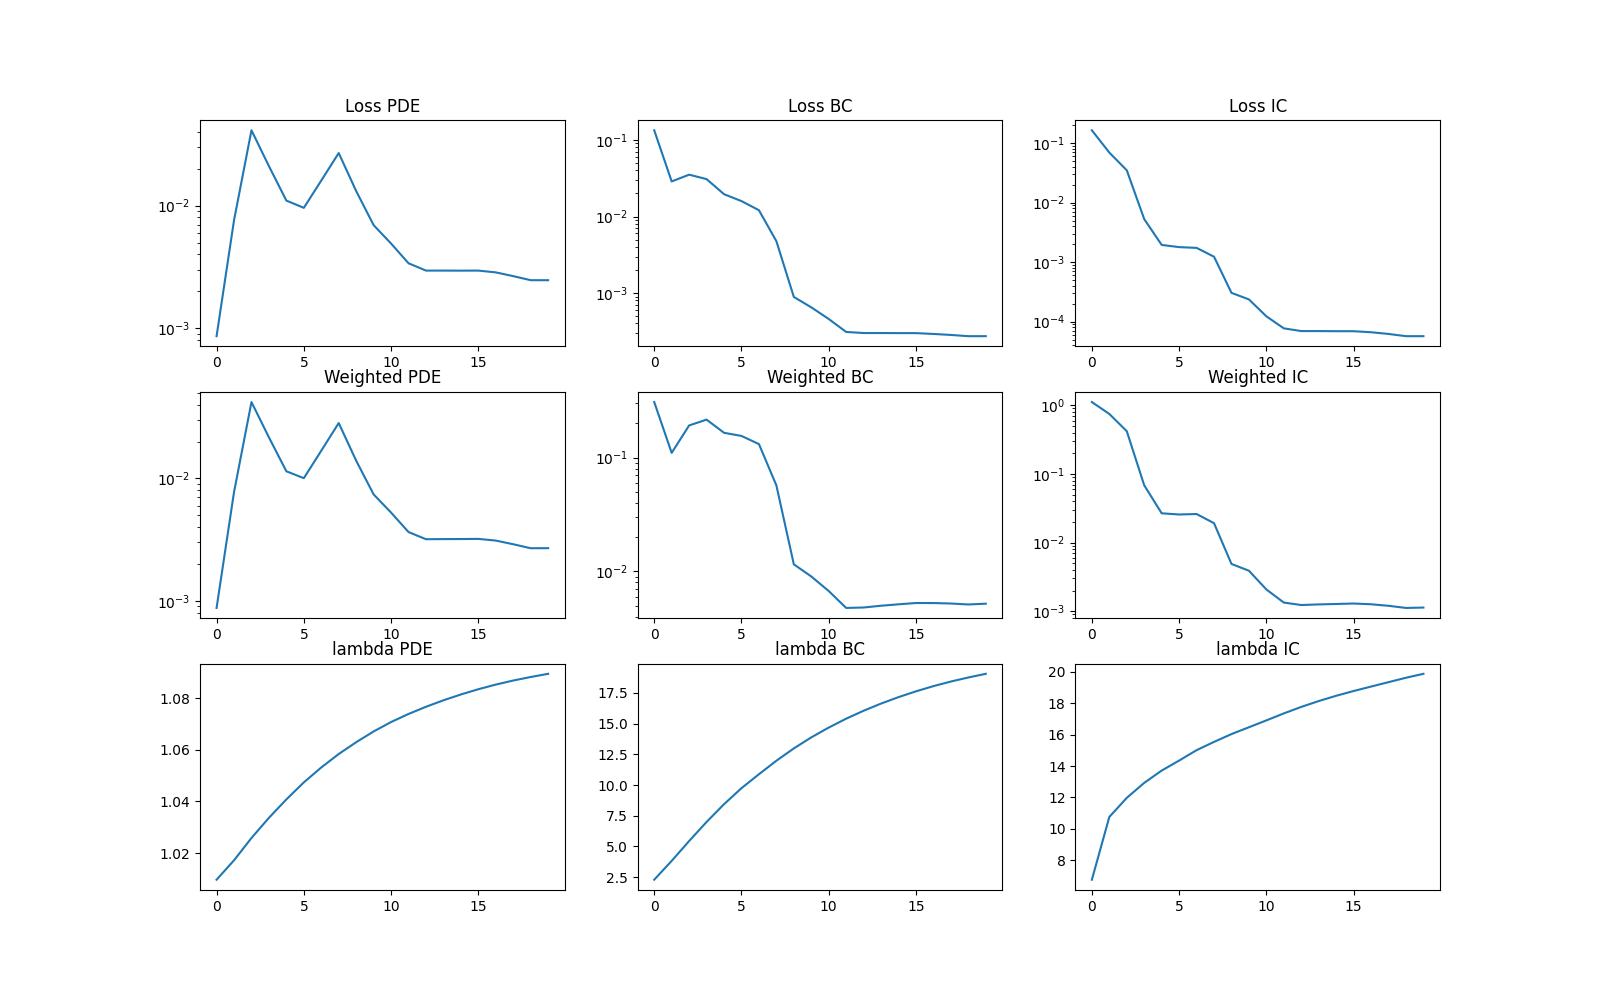 Loss PDE
10⁻²
10⁻³
0 5 10 15
Loss BC
10⁻¹
10⁻²
10⁻³
0 5 10 15
Loss IC
10⁻¹
10⁻²
10⁻³
10⁻⁴
0 5 10 15
Weighted PDE
10⁻²
10⁻³
0 5 10 15
Weighted BC
10⁻¹
10⁻²
0 5 10 15
Weighted IC
10⁰
10⁻¹
10⁻²
10⁻³
0 5 10 15
lambda PDE
1.08
1.06
1.04
1.02
0 5 10 15
lambda BC
17.5
15.0
12.5
10.0
7.5
5.0
2.5
0 5 10 15
lambda IC
20
18
16
14
12
10
8
0 5 10 15